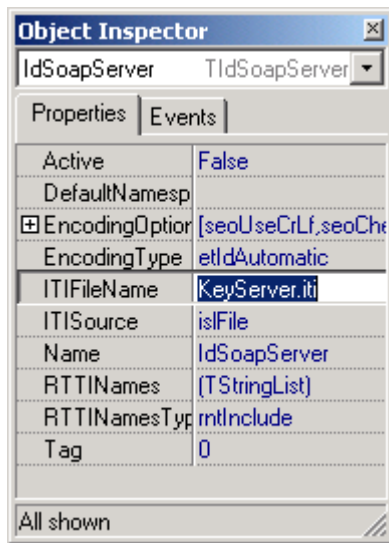 Object Inspector
IdSoapServer TIdSoapServer
Properties Events
Active False
DefaultNamesp
EncodingOption [seoUseCrLf,seoChe
EncodingType etIdAutomatic
ITIFileName KeyServer.iti
ITISource islFile
Name IdSoapServer
RTTINames (TStringList)
RTTINamesTyp rntInclude
Tag 0
All shown